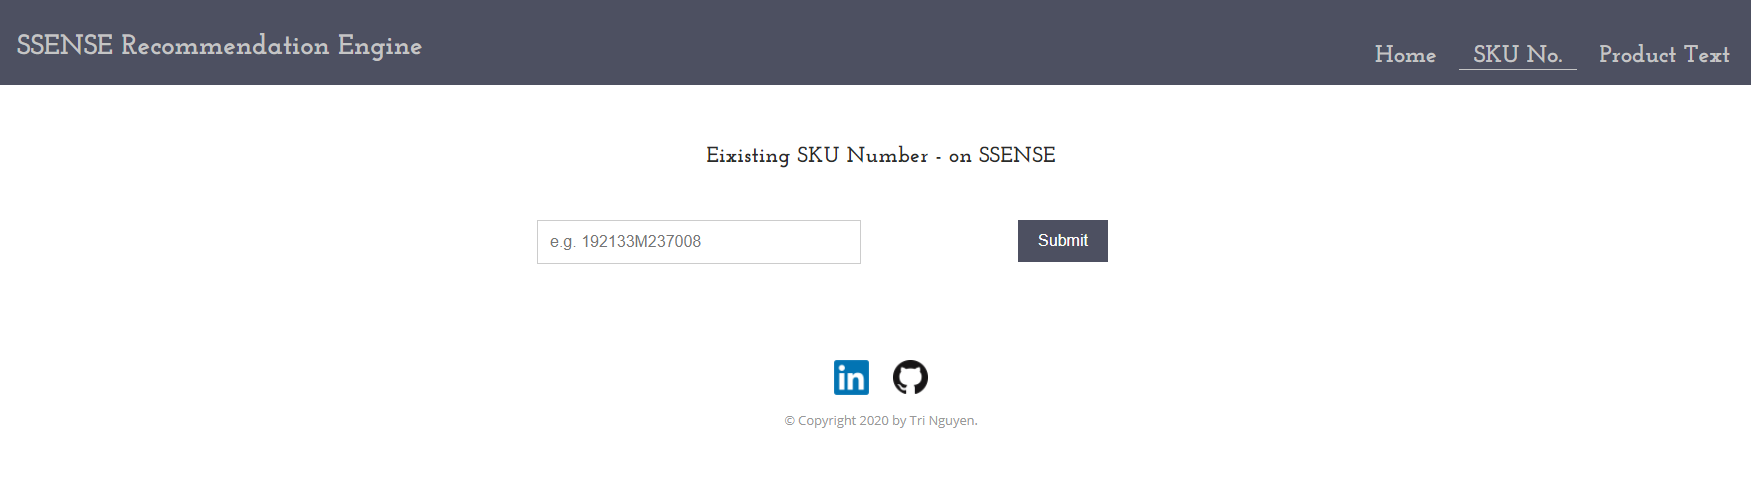 SSENSE Recommendation Engine
Home SKU No. Product Text
Eixisting SKU Number - on SSENSE
e.g. 192133M237008
Submit
in
© Copyright 2020 by Tri Nguyen.